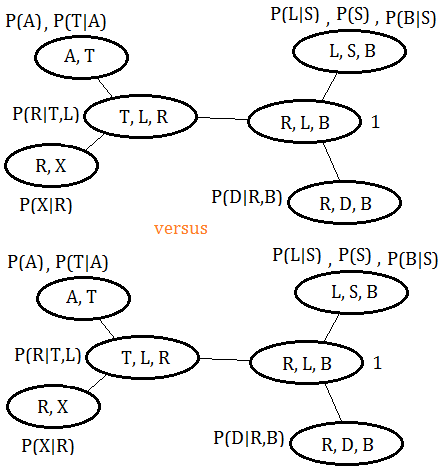 P(A) , P(T|A)
P(L|S) , P(S) , P(B|S)
A, T
L, S, B
P(R|T,L)
T, L, R
R, L, B
1
R, X
P(X|R)
P(D|R,B)
R, D, B
versus
P(A) , P(T|A)
P(L|S) , P(S) , P(B|S)
A, T
L, S, B
P(R|T,L)
T, L, R
R, L, B
1
R, X
P(X|R)
P(D|R,B)
R, D, B